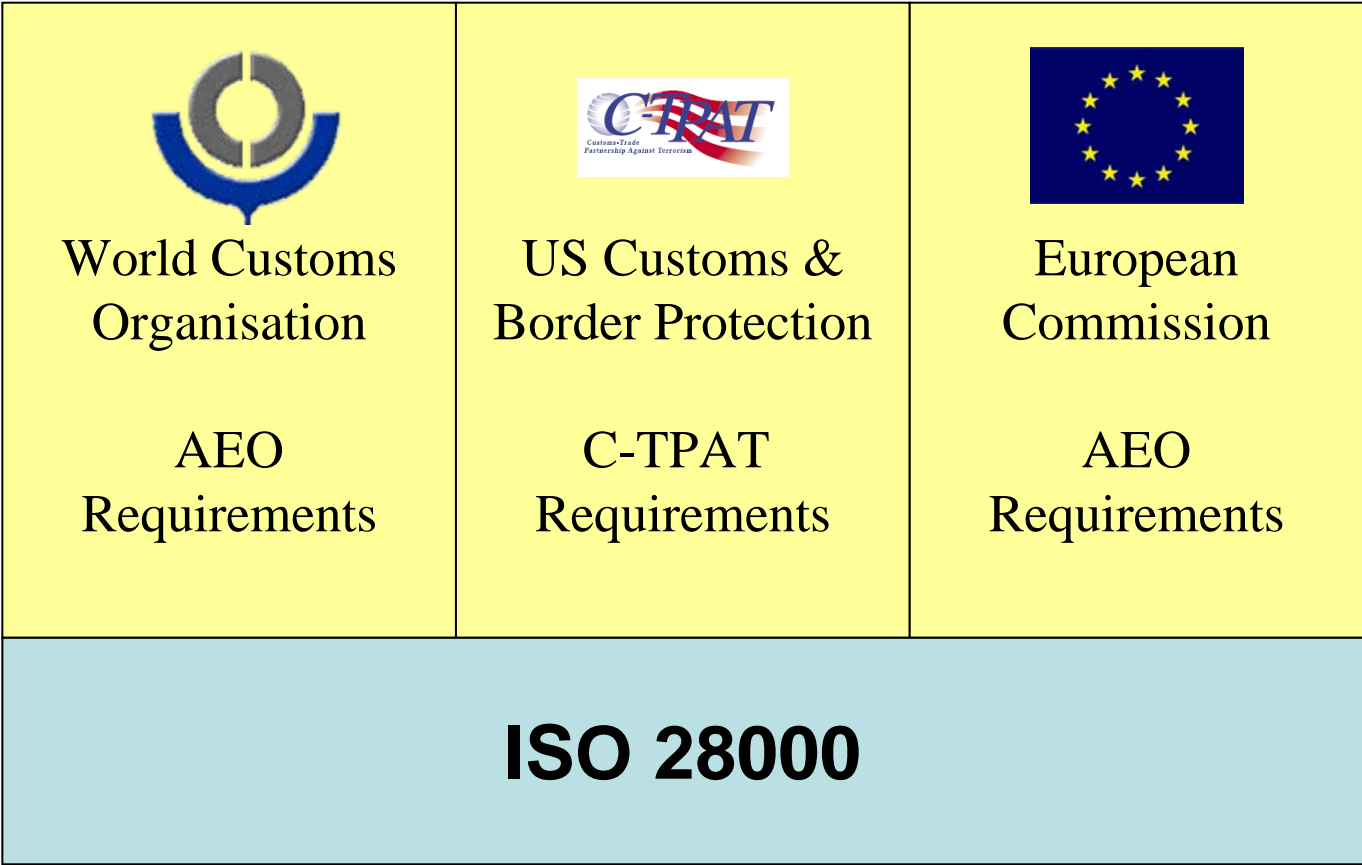 World Customs
Organisation
AEO
Requirements
C-TPAT
Customs-Trade
Partnership Against Terrorism
US Customs &
Border Protection
C-TPAT
Requirements
European
Commission
AEO
Requirements
ISO 28000